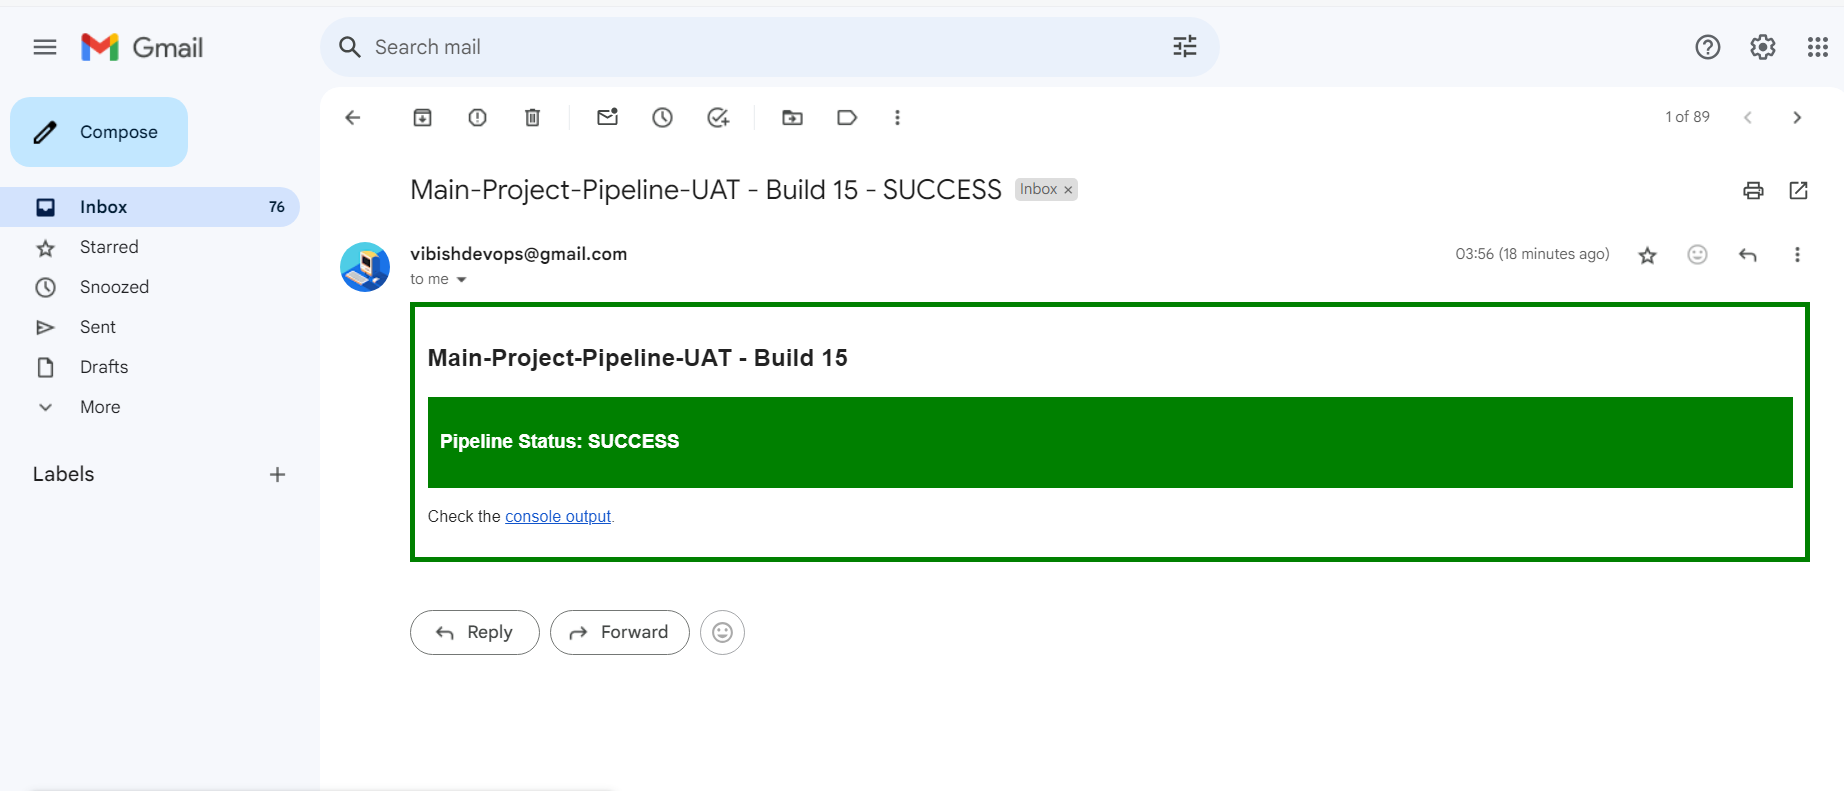 Gmail
Search mail
Compose
1 of 89
Inbox 76
Starred
Snoozed
Sent
Drafts
More
Labels
Main-Project-Pipeline-UAT - Build 15 - SUCCESS Inbox ×
vibishdevops@gmail.com
03:56 (18 minutes ago)
to me
Main-Project-Pipeline-UAT - Build 15
Pipeline Status: SUCCESS
Check the console output.
Reply
Forward